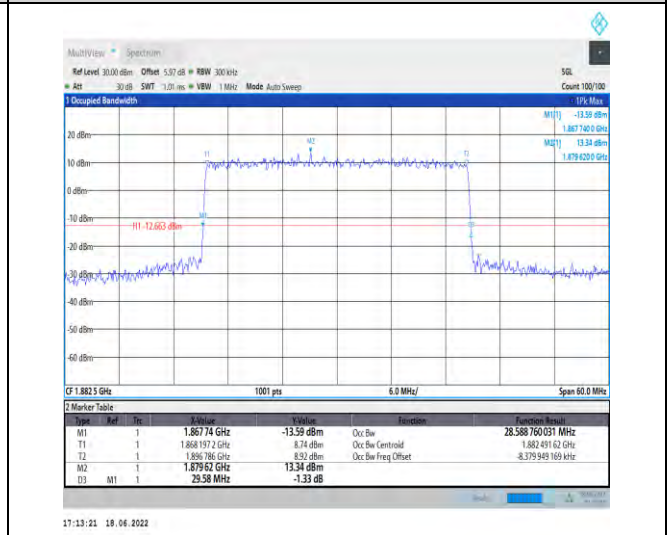 MultiView Spectrum
Ref Level 30.00 dBm Offset 5.97 dB RBW 300 kHz SGL
Att 30 dB SWT 1.01 ms VBW 1 MHz Mode Auto Sweep Count 100/100
1 Occupied Bandwidth 1Pk Max
M1[1] -13.59 dBm
1.867 740 0 GHz
M2[1] 13.34 dBm
1.879 620 0 GHz
20 dBm
M2
T1 T2
10 dBm
0 dBm
-10 dBm
M1
H1 -12.663 dBm
-20 dBm
-30 dBm
-40 dBm
-50 dBm
-60 dBm
CF 1.882 5 GHz 1001 pts 6.0 MHz/ Span 60.0 MHz
2 Marker Table
Type Ref Trc X-Value Y-Value Function Function Result
M1 1 1.867 74 GHz -13.59 dBm Occ Bw 28.588 760 031 MHz
T1 1 1.868 197 2 GHz 8.74 dBm Occ Bw Centroid 1.882 491 62 GHz
T2 1 1.896 786 GHz 8.92 dBm Occ Bw Freq Offset -8.379 949 169 kHz
M2 1 1.879 62 GHz 13.34 dBm
D3 M1 1 29.58 MHz -1.33 dB
17:13:21 18.06.2022